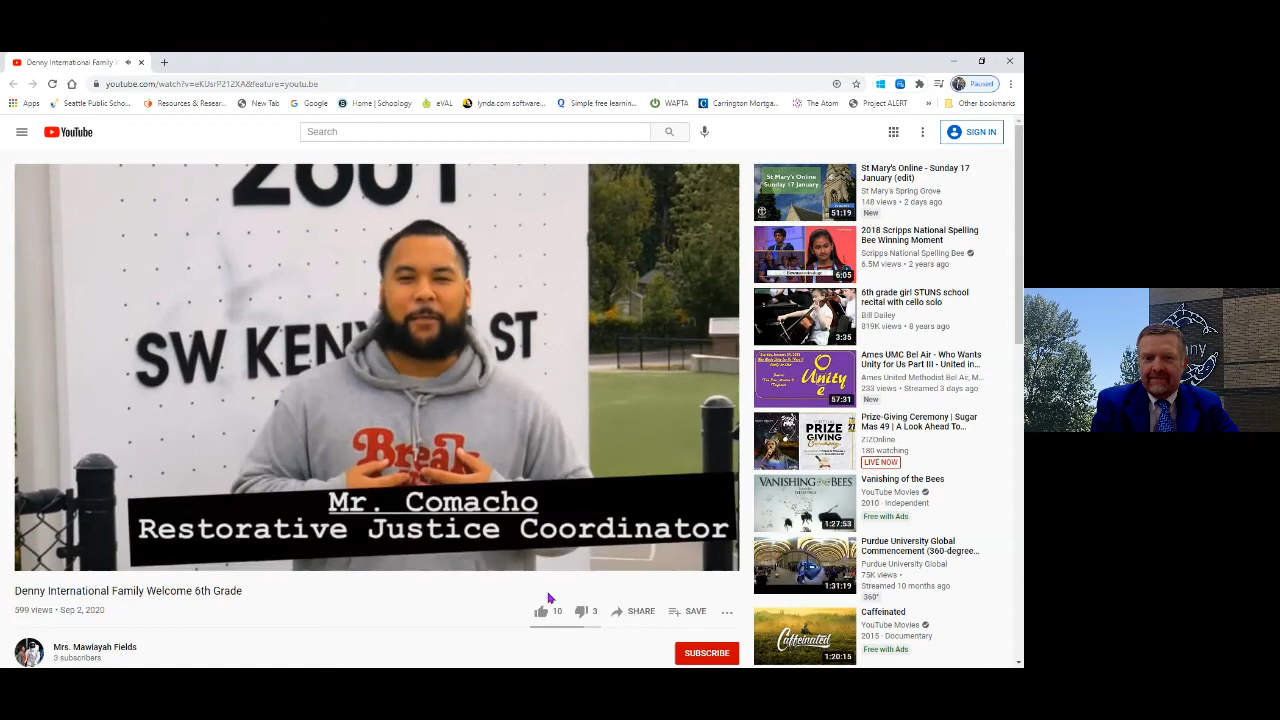 Denny International Family W
youtube.com/watch?v=eKUsrP212XA&feature=youtu.be
Paused
Apps
Seattle Public Scho...
Resources & Resear...
New Tab
Google
Home | Schoology
eVAL
lynda.com software...
Simple free learnin...
WAPTA
Carrington Mortga...
The Atom
Project ALERT
»
Other bookmarks
YouTube
Search
SIGN IN
2601
SW KEN
ST
Break
Mr. Comacho
Restorative Justice Coordinator
Denny International Family Welcome 6th Grade
599 views • Sep 2, 2020
10
3
SHARE
SAVE
Mrs. Mawiayah Fields
3 subscribers
SUBSCRIBE
St Mary's Online
Sunday 17 January
51:19
St Mary's Online - Sunday 17
January (edit)
St Mary's Spring Grove
148 views • 2 days ago
New
6:05
2018 Scripps National Spelling
Bee Winning Moment
Scripps National Spelling Bee
6.5M views • 2 years ago
3:35
6th grade girl STUNS school
recital with cello solo
Bill Dailey
819K views • 8 years ago
Unity
57:31
Ames UMC Bel Air - Who Wants
Unity for Us Part III - United in...
Ames United Methodist Bel Air, M...
233 views • Streamed 3 days ago
New
PRIZE
GIVING
Prize-Giving Ceremony | Sugar
Mas 49 | A Look Ahead To...
ZIZOnline
180 watching
LIVE NOW
VANISHING OF THE BEES
1:27:53
Vanishing of the Bees
YouTube Movies
2010 · Independent
Free with Ads
1:31:19
Purdue University Global
Commencement (360-degree...
Purdue University Global
75K views •
Streamed 10 months ago
360°
Caffeinated
1:20:15
Caffeinated
YouTube Movies
2015 · Documentary
Free with Ads